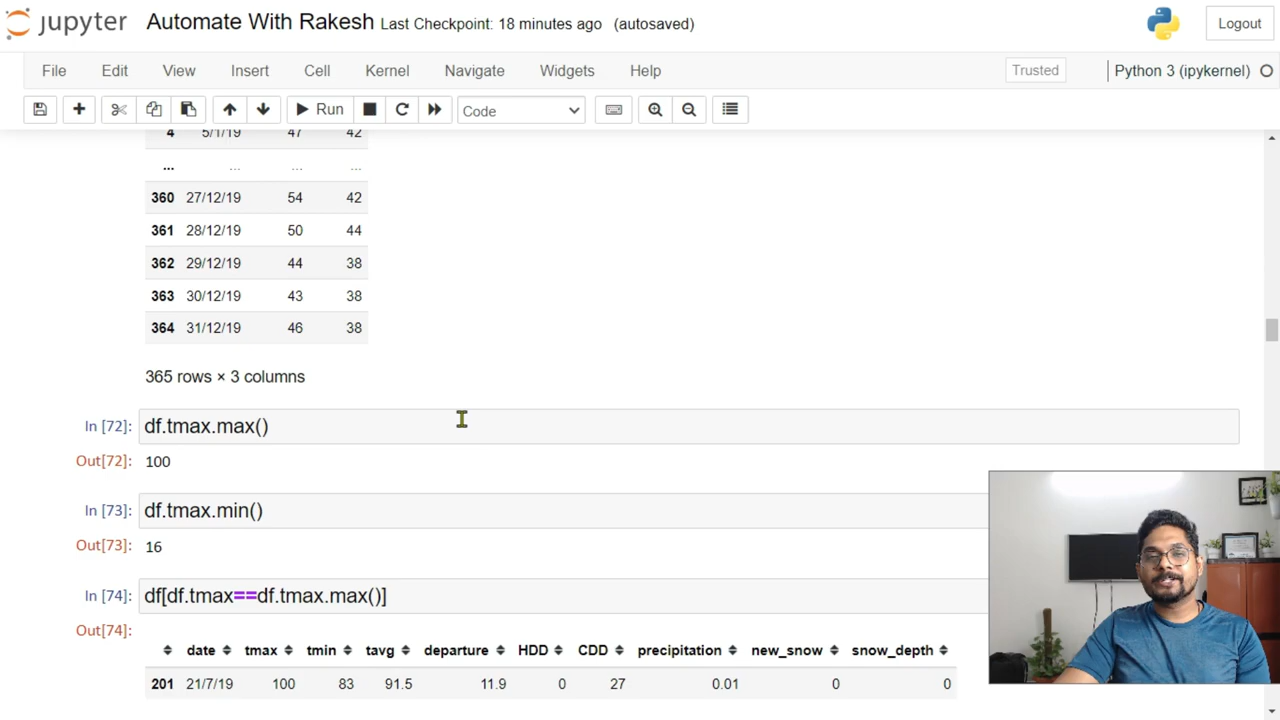 jupyter Automate With Rakesh Last Checkpoint: 18 minutes ago (autosaved) Logout
File Edit View Insert Cell Kernel Navigate Widgets Help Trusted Python 3 (ipykernel)
Run Code
4 5/1/19 47 42
... ... ... ...
360 27/12/19 54 42
361 28/12/19 50 44
362 29/12/19 44 38
363 30/12/19 43 38
364 31/12/19 46 38
365 rows × 3 columns
In [72]: df.tmax.max()
Out[72]: 100
In [73]: df.tmax.min()
Out[73]: 16
In [74]: df[df.tmax==df.tmax.max()]
Out[74]:
date tmax tmin tavg departure HDD CDD precipitation new_snow snow_depth
201 21/7/19 100 83 91.5 11.9 0 27 0.01 0 0